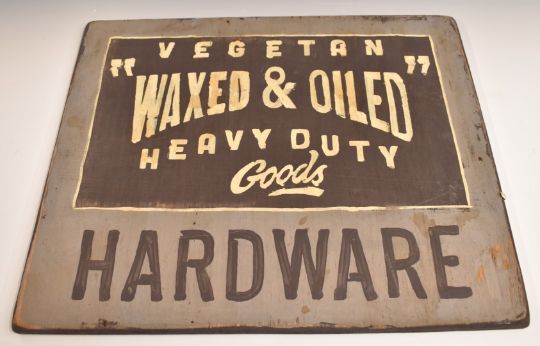 VEGETAN
"WAXED & OILED"
HEAVY DUTY
Goods
HARDWARE